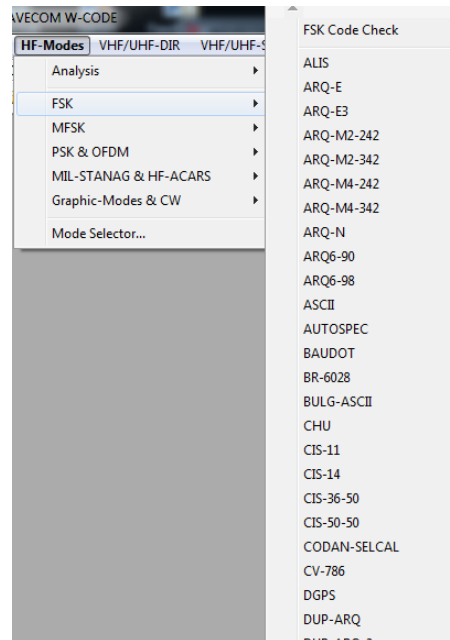 AVECOM W-CODE
HF-Modes VHF/UHF-DIR VHF/UHF-S
Analysis
FSK
MFSK
PSK & OFDM
MIL-STANAG & HF-ACARS
Graphic-Modes & CW
Mode Selector...
FSK Code Check
ALIS
ARQ-E
ARQ-E3
ARQ-M2-242
ARQ-M2-342
ARQ-M4-242
ARQ-M4-342
ARQ-N
ARQ6-90
ARQ6-98
ASCII
AUTOSPEC
BAUDOT
BR-6028
BULG-ASCII
CHU
CIS-11
CIS-14
CIS-36-50
CIS-50-50
CODAN-SELCAL
CV-786
DGPS
DUP-ARQ